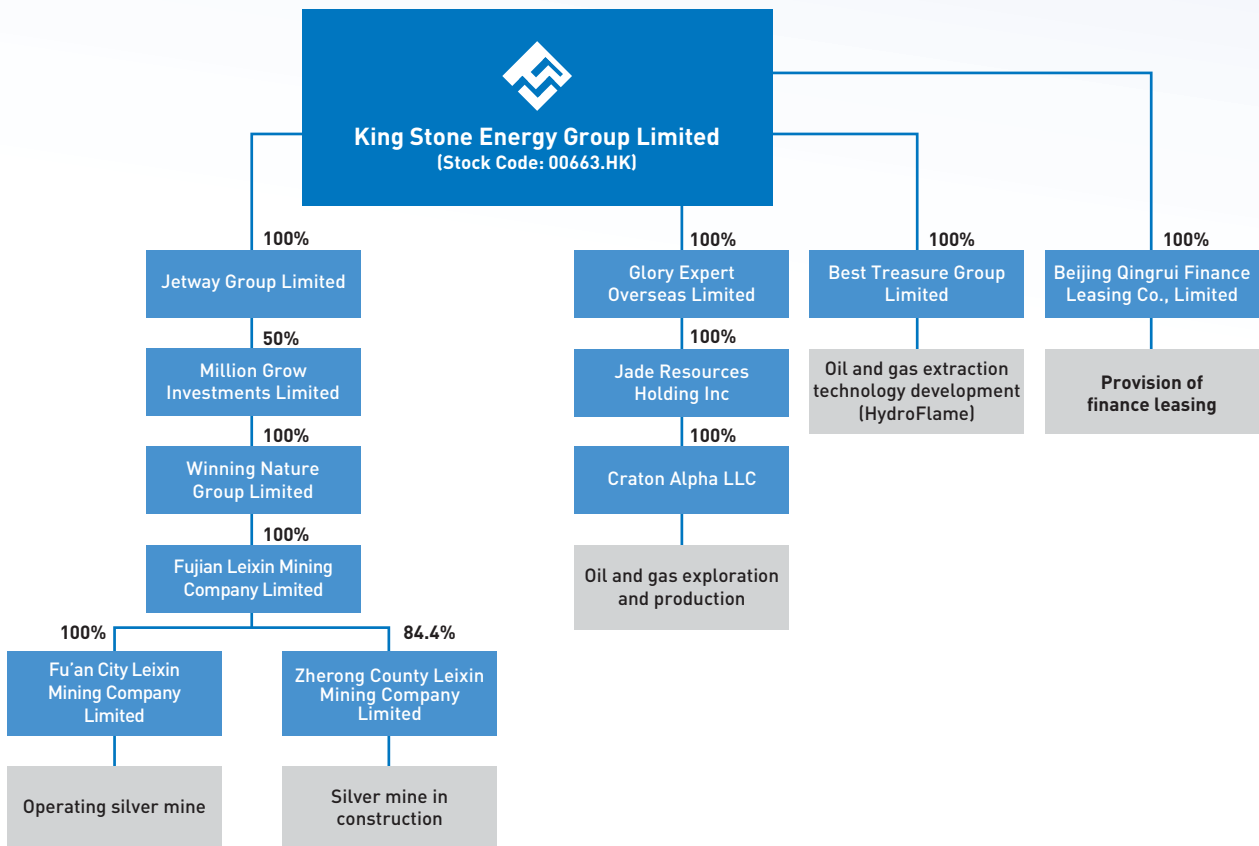 King Stone Energy Group Limited
(Stock Code: 00663.HK)
100%
Jetway Group Limited
50%
Million Grow
Investments Limited
100%
Winning Nature
Group Limited
100%
Fujian Leixin Mining
Company Limited
100%
Fu'an City Leixin
Mining Company
Limited
Operating silver mine
84.4%
Zherong County Leixin
Mining Company
Limited
Silver mine in
construction
100%
Glory Expert
Overseas Limited
100%
Jade Resources
Holding Inc
100%
Craton Alpha LLC
Oil and gas exploration
and production
100%
Best Treasure Group
Limited
Oil and gas extraction
technology development
(HydroFlame)
100%
Beijing Qingrui Finance
Leasing Co., Limited
Provision of
finance leasing